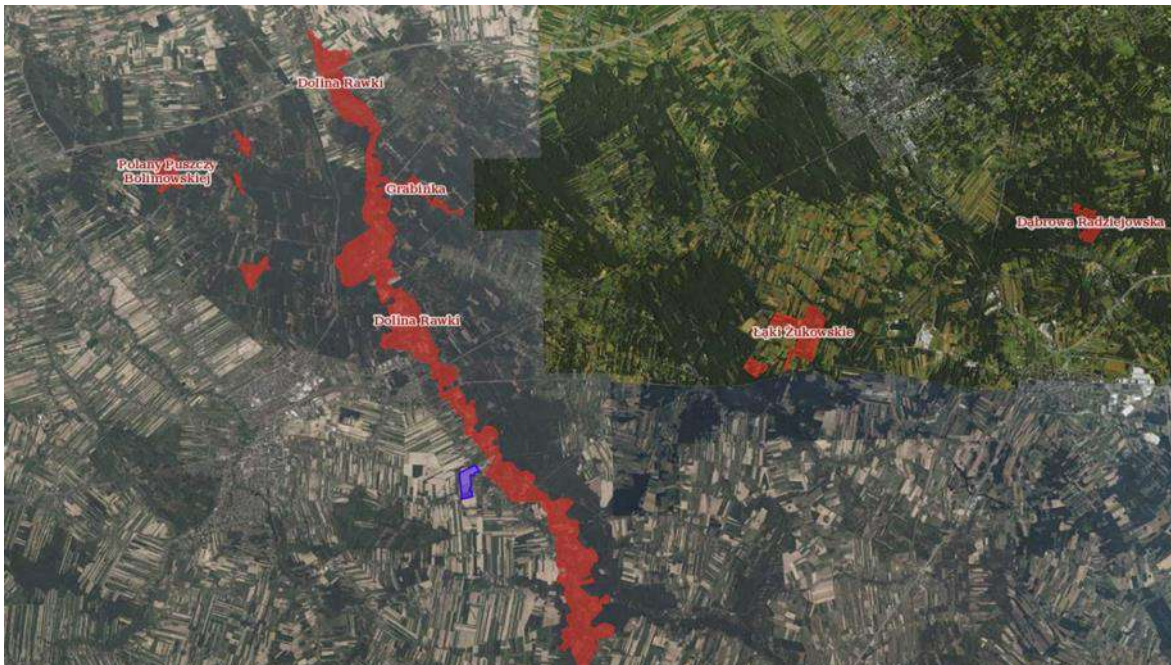 Dolina Rawki
Polany Puszczy
Bolimowskiej
Grabinka
Dąbrowa Radziejowska
Dolina Rawki
Łąki Żukowskie